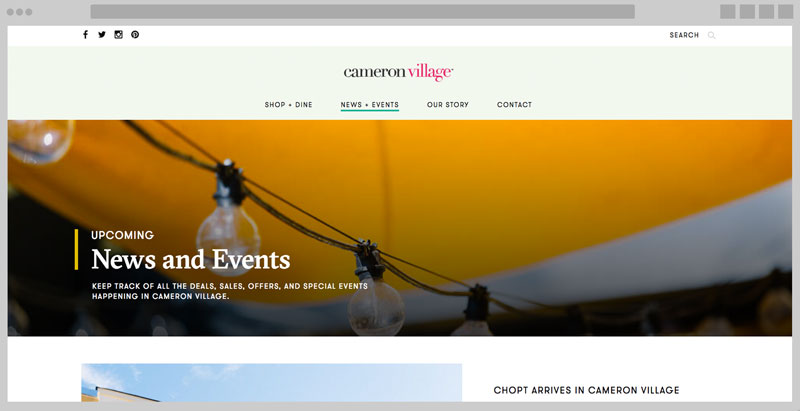 SEARCH
cameron village
SHOP + DINE
NEWS + EVENTS
OUR STORY
CONTACT
UPCOMING
News and Events
KEEP TRACK OF ALL THE DEALS, SALES, OFFERS, AND SPECIAL EVENTS
HAPPENING IN CAMERON VILLAGE.
CHOPT ARRIVES IN CAMERON VILLAGE